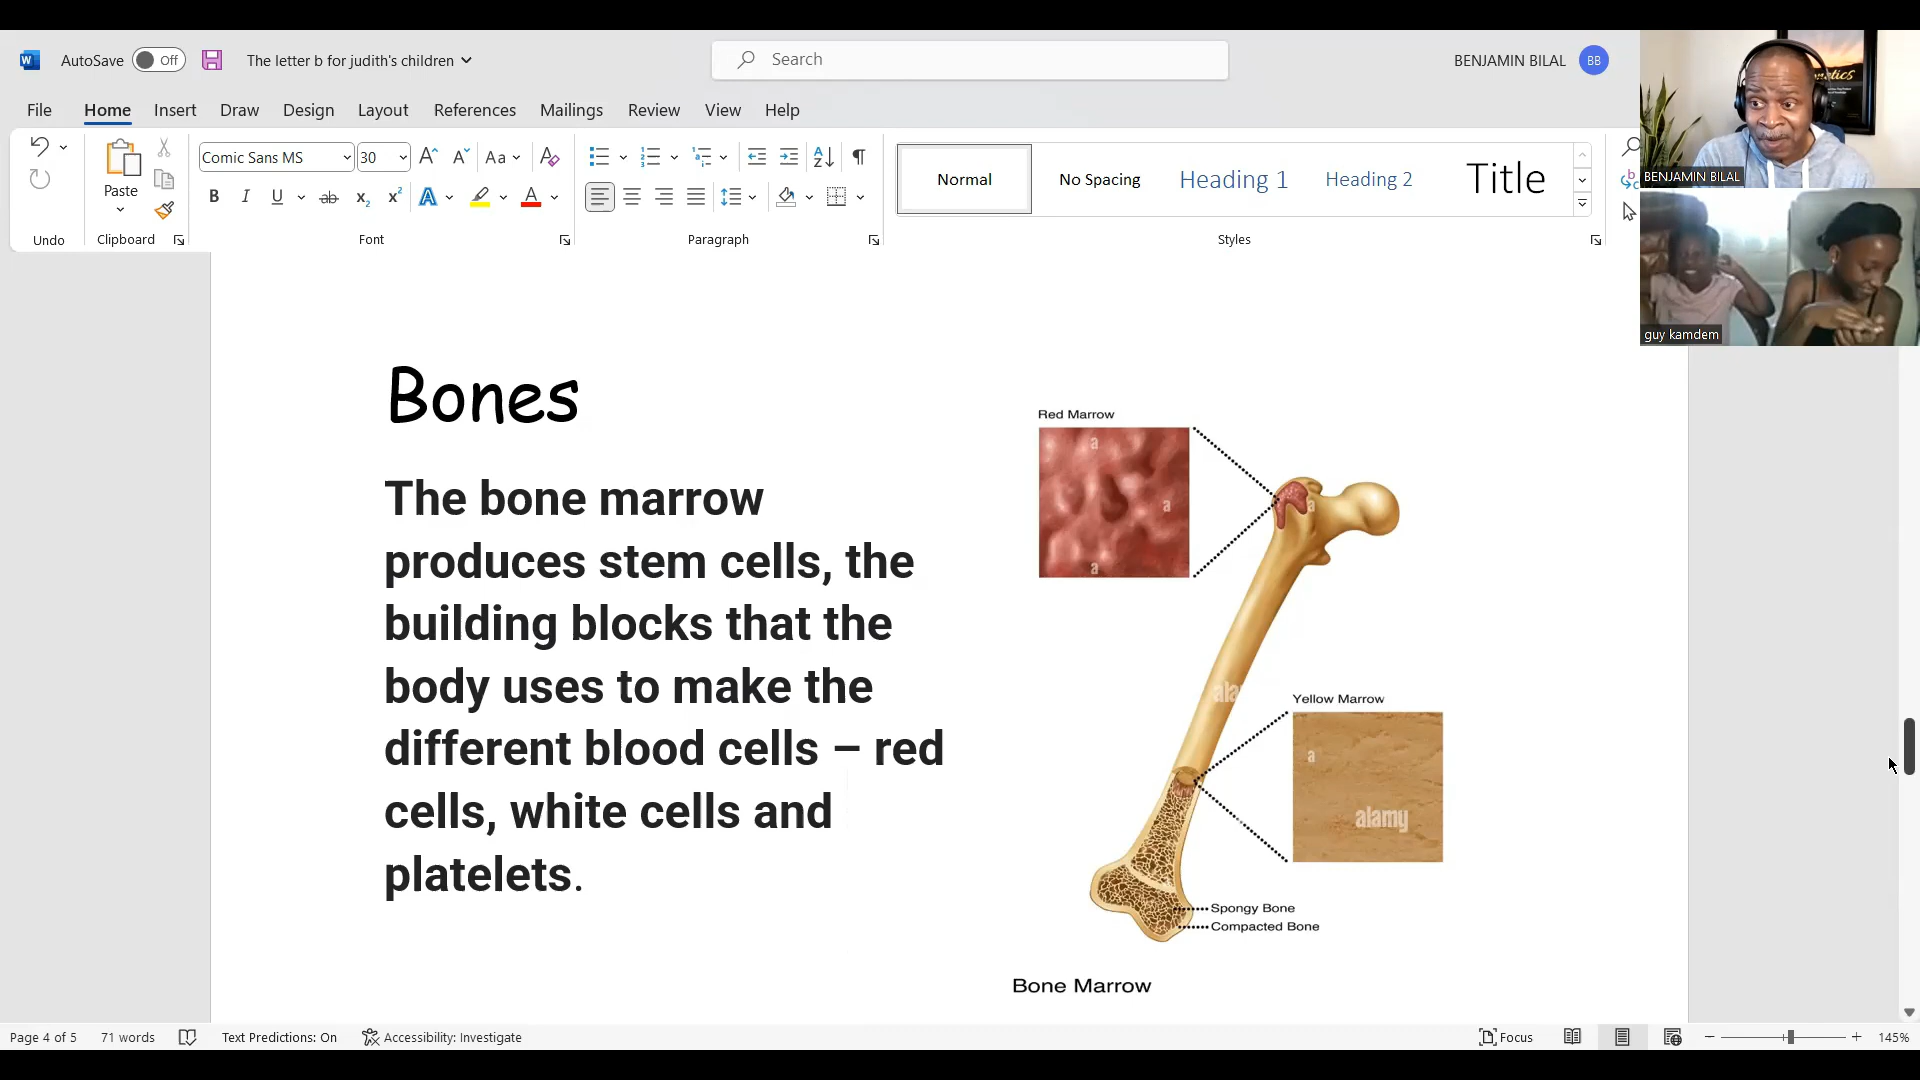 AutoSave Off The letter b for judith's children Search BENJAMIN BILAL BB
File Home Insert Draw Design Layout References Mailings Review View Help
Comic Sans MS 30 Aa
Paste
Normal No Spacing Heading 1 Heading 2 Title
Undo Clipboard Font Paragraph Styles
BENJAMIN BILAL
guy kamdem
Bones
The bone marrow
produces stem cells, the
building blocks that the
body uses to make the
different blood cells – red
cells, white cells and
platelets.
Red Marrow
Yellow Marrow
alamy
Spongy Bone
Compacted Bone
Bone Marrow
Page 4 of 5 71 words Text Predictions: On Accessibility: Investigate Focus 145%